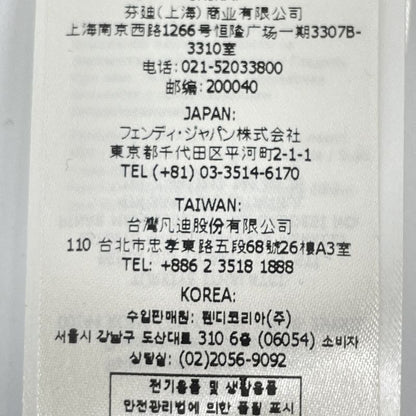 芬廸(上海)商业有限公司
上海南京西路1266号恒隆广场一期3307B-
3310室
电话:021-52033800
邮编:200040
JAPAN:
フェンディ・ジャパン株式会社
東京都千代田区平河町2-1-1
TEL (+81) 03-3514-6170
TAIWAN:
台灣凡迪股份有限公司
110 台北市忠孝東路五段68號26樓A3室
TEL: +886 2 3518 1888
KOREA:
수입판매원: 펜디코리아(주)
서울시 강남구 도산대로 310 6층 (06054) 소비자
상담실: (02)2056-9092
전기용품 및 생활용품
안전관리법에 의한 품질 표시